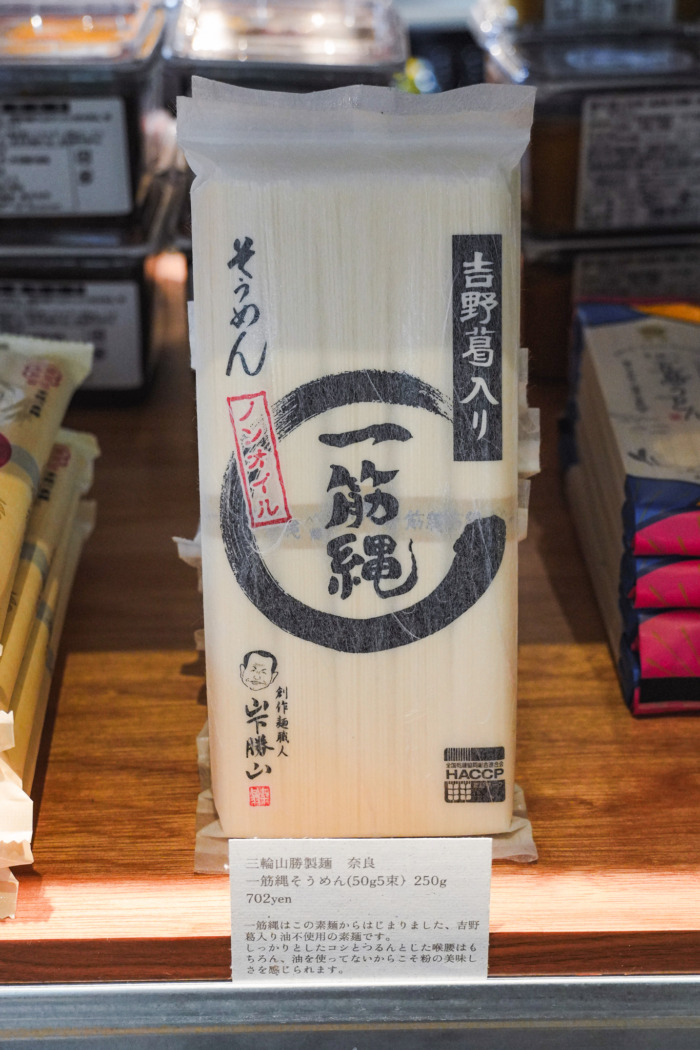 吉野葛入り
そうめん
ノンオイル
一筋縄
創作麺職人
山下勝山
HACCP
三輪山勝製麺　奈良
一筋縄そうめん(50g5束) 250g
702yen
一筋縄はこの素麺からはじまりました、吉野
葛入り油不使用の素麺です。
しっかりとしたコシとつるんとした喉腰はも
ちろん、油を使ってないからこそ粉の美味し
さを感じられます。